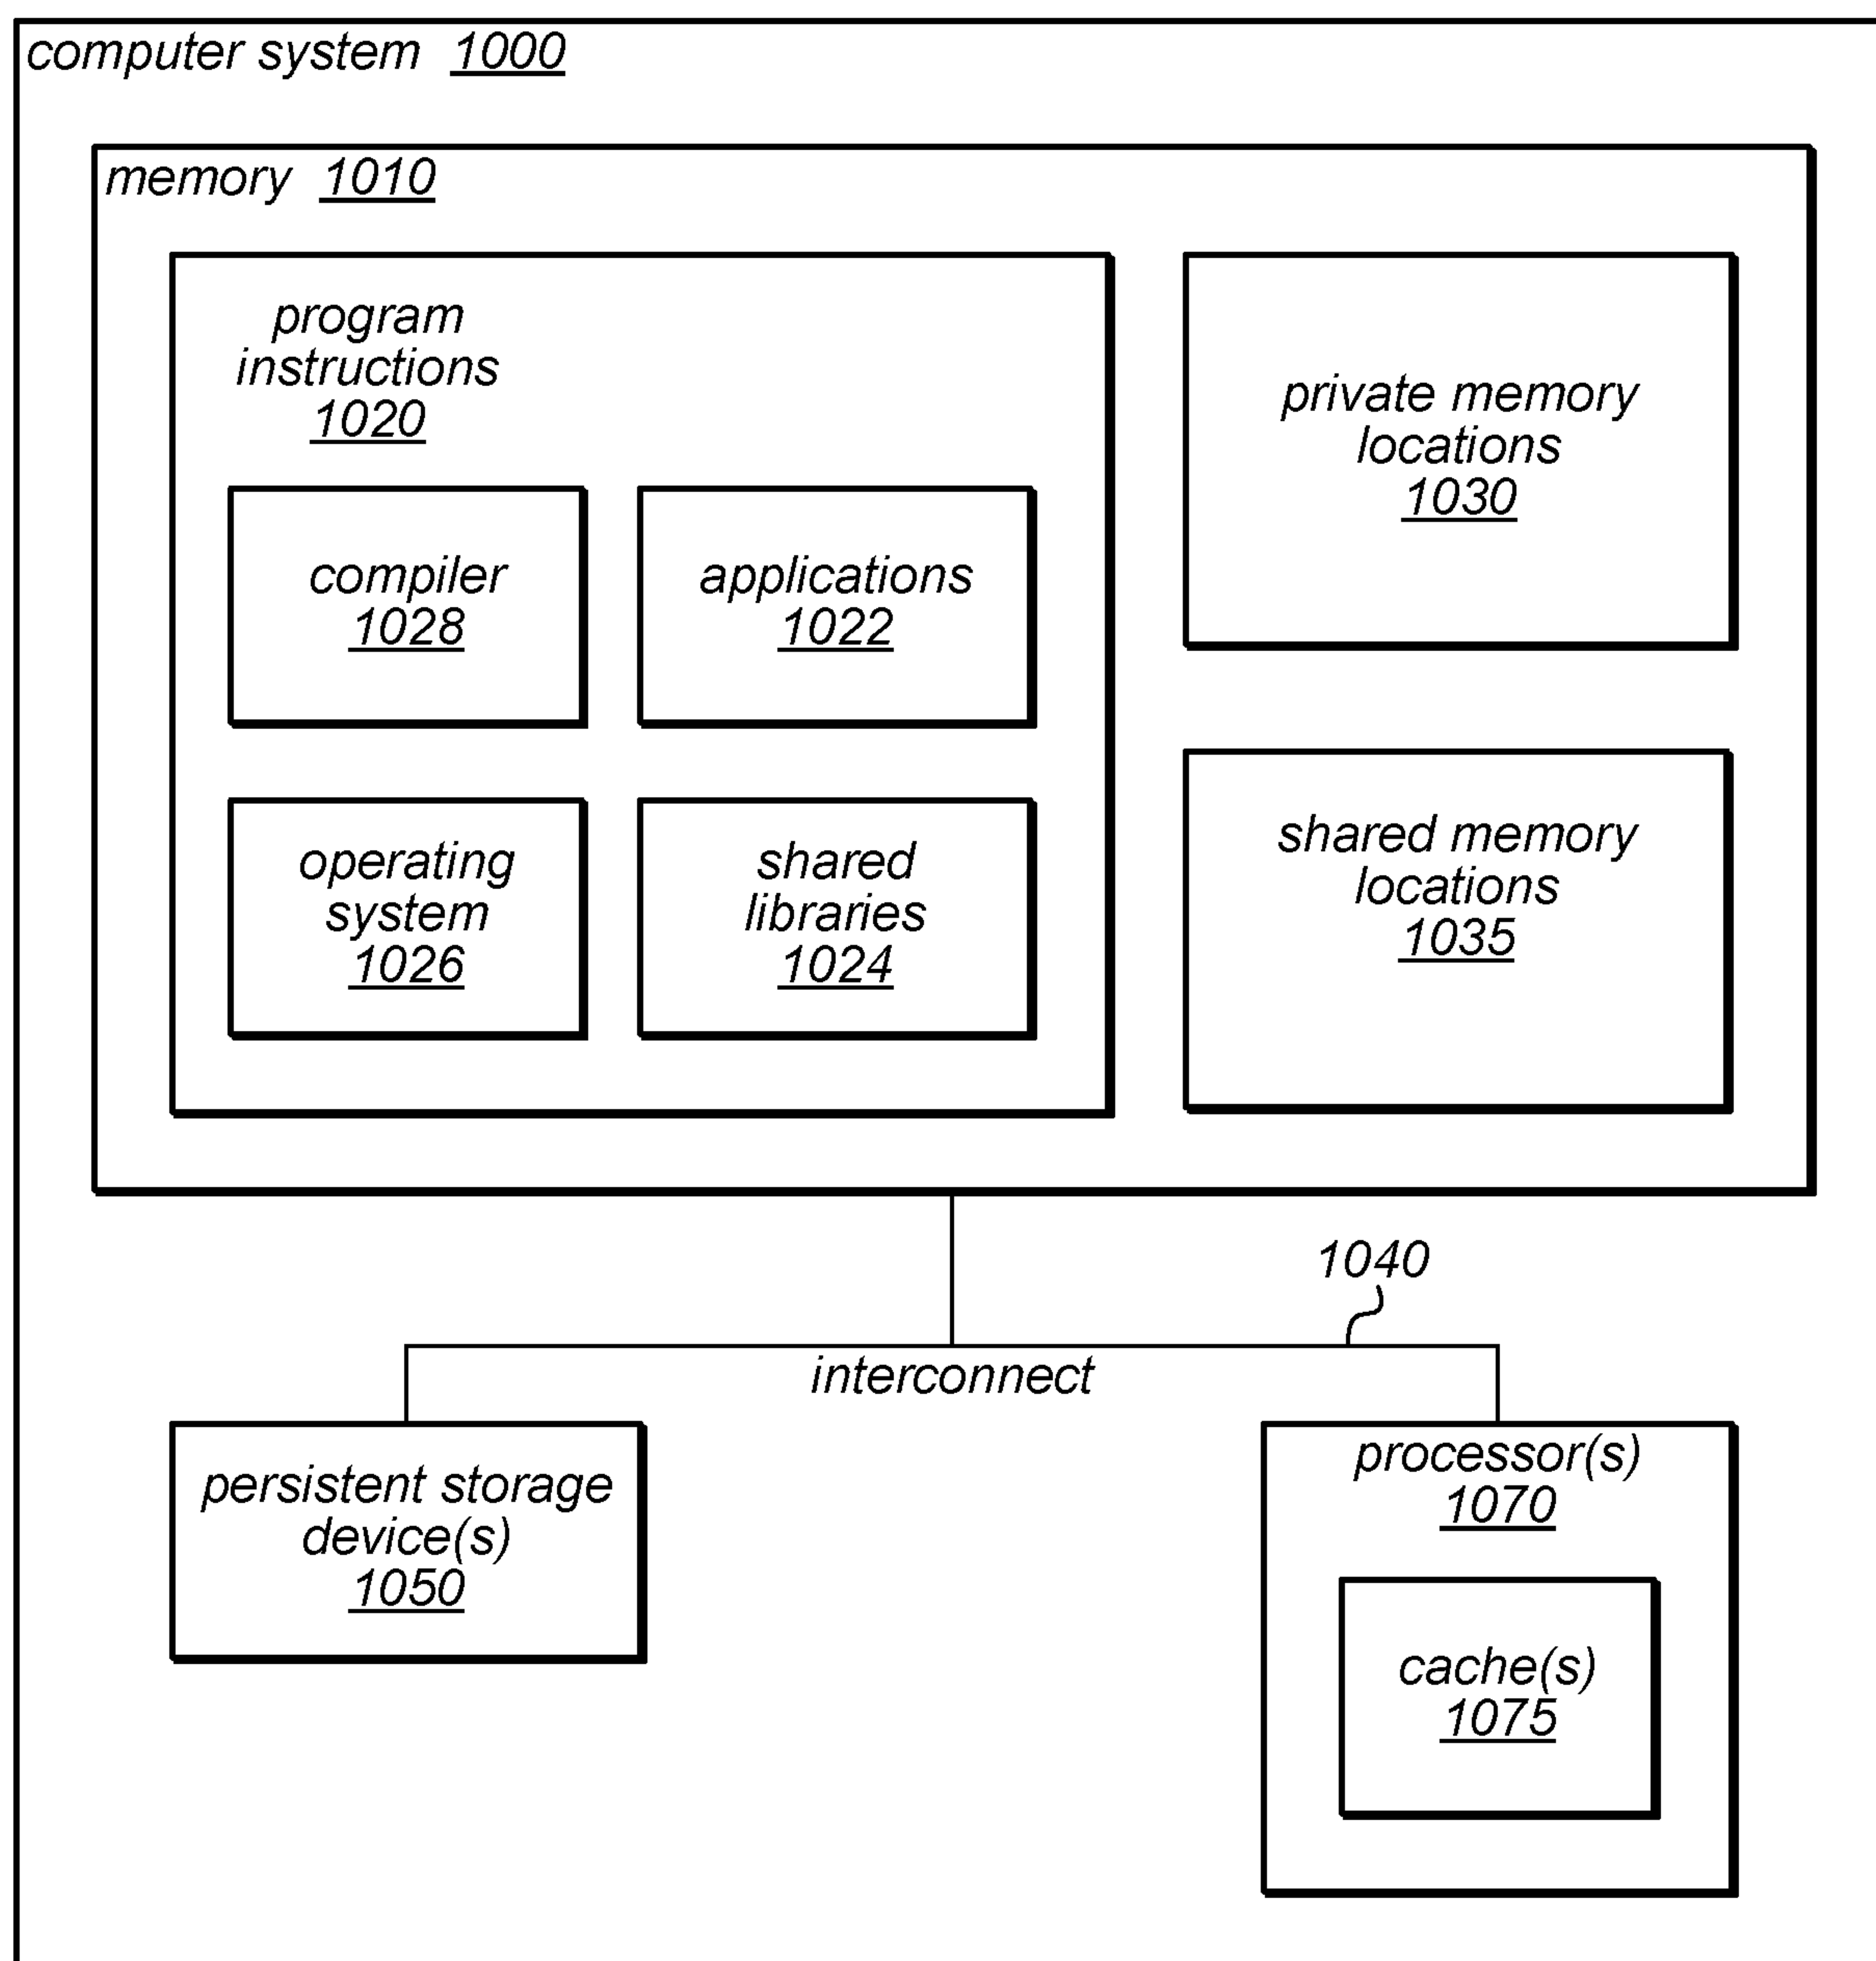 computer system 1000
memory 1010
program
instructions
1020
compiler
1028
applications
1022
operating
system
1026
shared
libraries
1024
private memory
locations
1030
shared memory
locations
1035
1040
interconnect
persistent storage
device(s)
1050
processor(s)
1070
cache(s)
1075